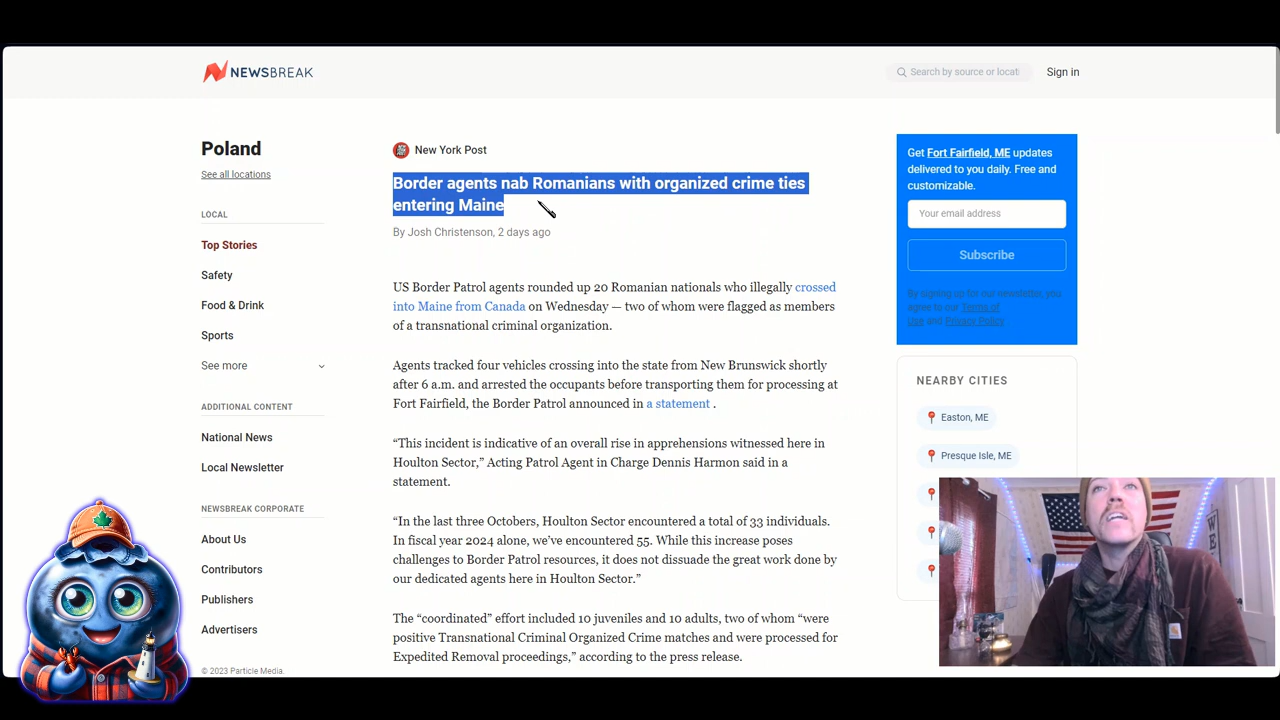 NEWSBREAK
Search by source or locati
Sign in
Poland
See all locations
LOCAL
Top Stories
Safety
Food & Drink
Sports
See more
ADDITIONAL CONTENT
National News
Local Newsletter
NEWSBREAK CORPORATE
About Us
Contributors
Publishers
Advertisers
© 2023 Particle Media.
New York Post
Border agents nab Romanians with organized crime ties
entering Maine
By Josh Christenson, 2 days ago
US Border Patrol agents rounded up 20 Romanian nationals who illegally crossed
into Maine from Canada on Wednesday — two of whom were flagged as members
of a transnational criminal organization.
Agents tracked four vehicles crossing into the state from New Brunswick shortly
after 6 a.m. and arrested the occupants before transporting them for processing at
Fort Fairfield, the Border Patrol announced in a statement .
“This incident is indicative of an overall rise in apprehensions witnessed here in
Houlton Sector,” Acting Patrol Agent in Charge Dennis Harmon said in a
statement.
“In the last three Octobers, Houlton Sector encountered a total of 33 individuals.
In fiscal year 2024 alone, we’ve encountered 55. While this increase poses
challenges to Border Patrol resources, it does not dissuade the great work done by
our dedicated agents here in Houlton Sector.”
The “coordinated” effort included 10 juveniles and 10 adults, two of whom “were
positive Transnational Criminal Organized Crime matches and were processed for
Expedited Removal proceedings,” according to the press release.
Get Fort Fairfield, ME updates
delivered to you daily. Free and
customizable.
Your email address
Subscribe
By signing up for our newsletter, you
agree to our Terms of
Use and Privacy Policy
NEARBY CITIES
Easton, ME
Presque Isle, ME